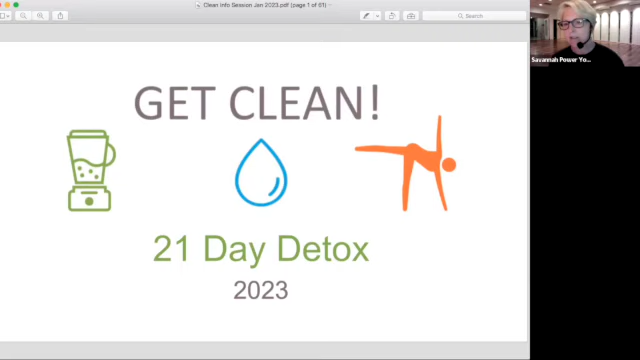 Clean Info Session Jan 2023.pdf (page 1 of 61)
Search
GET CLEAN!
21 Day Detox
2023
Savannah Power Yo...